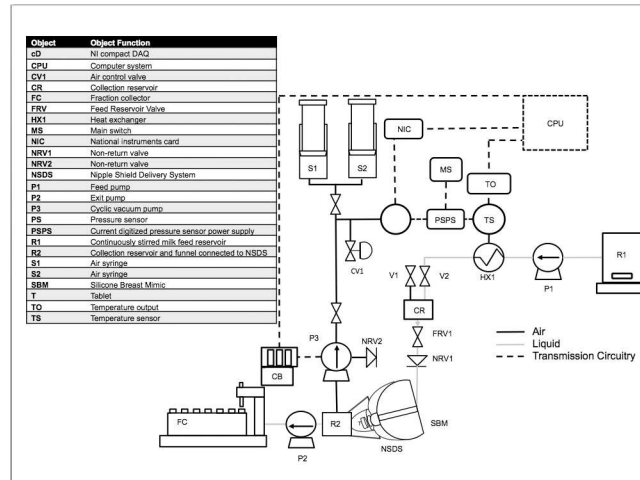 Object Object Function
cD NI compact DAQ
CPU Computer system
CV1 Air control valve
CR Collection reservoir
FC Fraction collector
FRV Feed Reservoir Valve
HX1 Heat exchanger
MS Main switch
NIC National instruments card
NRV1 Non-return valve
NRV2 Non-return valve
NSDS Nipple Shield Delivery System
P1 Feed pump
P2 Exit pump
P3 Cyclic vacuum pump
PS Pressure sensor
PSPS Current digitized pressure sensor power supply
R1 Continuously stirred milk feed reservoir
R2 Collection reservoir and funnel connected to NSDS
S1 Air syringe
S2 Air syringe
SBM Silicone Breast Mimic
T Tablet
TO Temperature output
TS Temperature sensor
CPU
NIC
S1 S2
MS
TO
PSPS TS
CV1
V1 V2
HX1
P1
R1
CR
FRV1
P3
NRV2
NRV1
CB
Air
Liquid
Transmission Circuitry
FC
P2
R2
NSDS
SBM